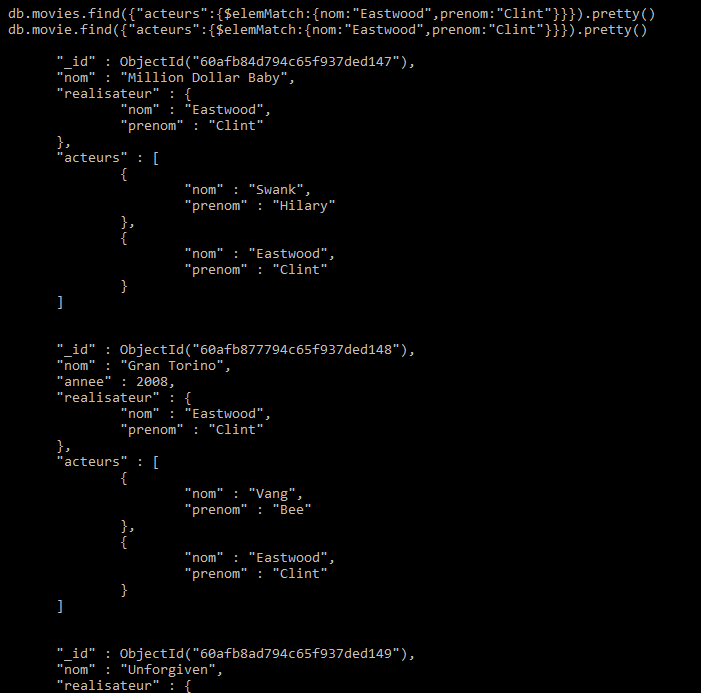 db.movies.find({"acteurs":{$elemMatch:{nom:"Eastwood",prenom:"Clint"}}}).pretty()
db.movie.find({"acteurs":{$elemMatch:{nom:"Eastwood",prenom:"Clint"}}}).pretty()
"_id" : ObjectId("60afb84d794c65f937ded147"),
"nom" : "Million Dollar Baby",
"realisateur" : {
"nom" : "Eastwood",
"prenom" : "Clint"
},
"acteurs" : [
{
"nom" : "Swank",
"prenom" : "Hilary"
},
{
"nom" : "Eastwood",
"prenom" : "Clint"
}
]
"_id" : ObjectId("60afb877794c65f937ded148"),
"nom" : "Gran Torino",
"annee" : 2008,
"realisateur" : {
"nom" : "Eastwood",
"prenom" : "Clint"
},
"acteurs" : [
{
"nom" : "Vang",
"prenom" : "Bee"
},
{
"nom" : "Eastwood",
"prenom" : "Clint"
}
]
"_id" : ObjectId("60afb8ad794c65f937ded149"),
"nom" : "Unforgiven",
"realisateur" : {